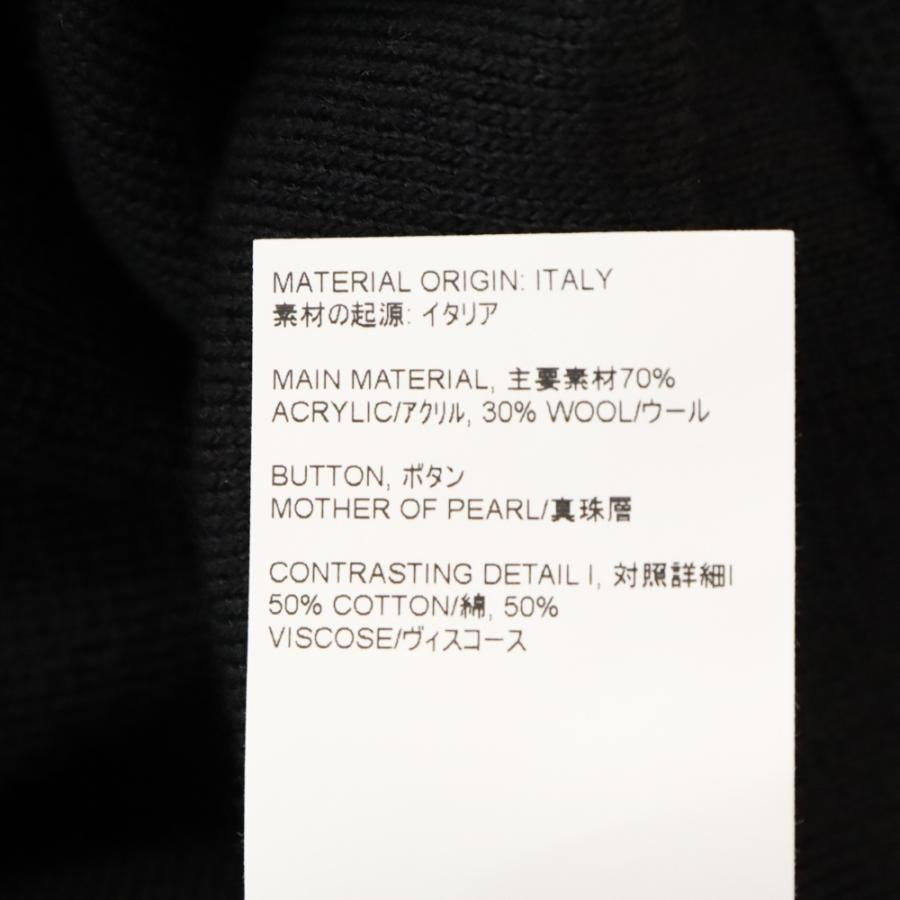 MATERIAL ORIGIN: ITALY
素材の起源: イタリア
MAIN MATERIAL, 主要素材70%
ACRYLIC/アクリル, 30% WOOL/ウール
BUTTON, ボタン
MOTHER OF PEARL/真珠層
CONTRASTING DETAIL I, 対照詳細I
50% COTTON/綿, 50%
VISCOSE/ヴィスコース